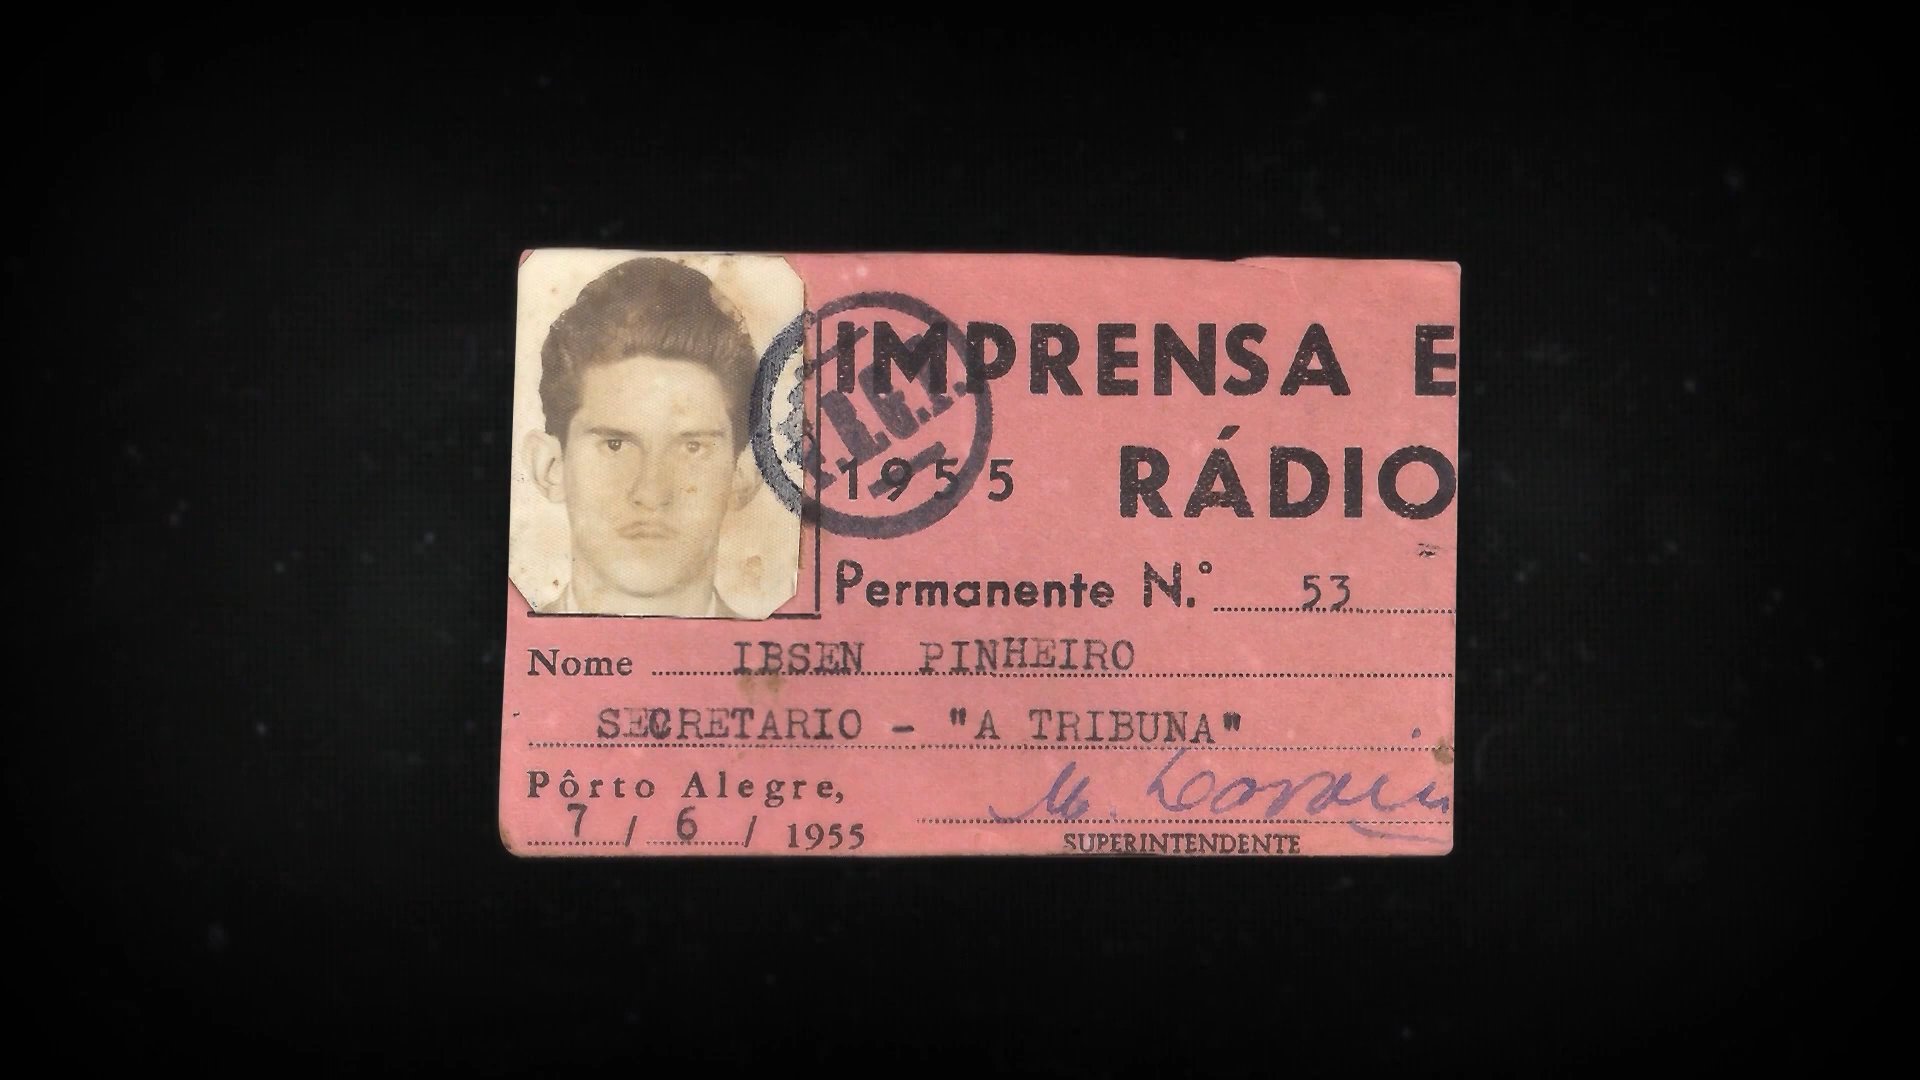 IMPRENSA E
1955 RÁDIO
Permanente N.º 53
Nome IBSEN PINHEIRO
SECRETARIO - "A TRIBUNA"
Pôrto Alegre,
7 / 6 / 1955
SUPERINTENDENTE